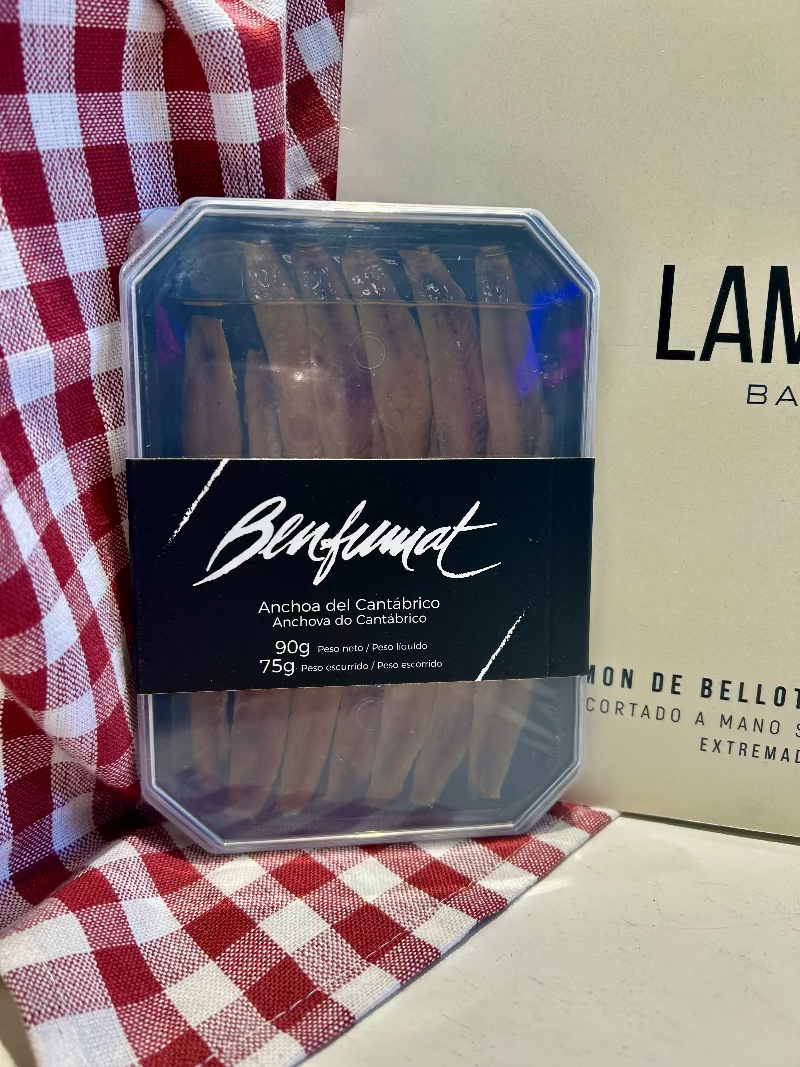 Benfumat
Anchoa del Cantábrico
Anchova do Cantábrico
90g Peso neto / Peso líquido
75g Peso escurrido / Peso escorrido
LAM
BA
MON DE BELLOT
CORTADO A MANO S
EXTREMAD